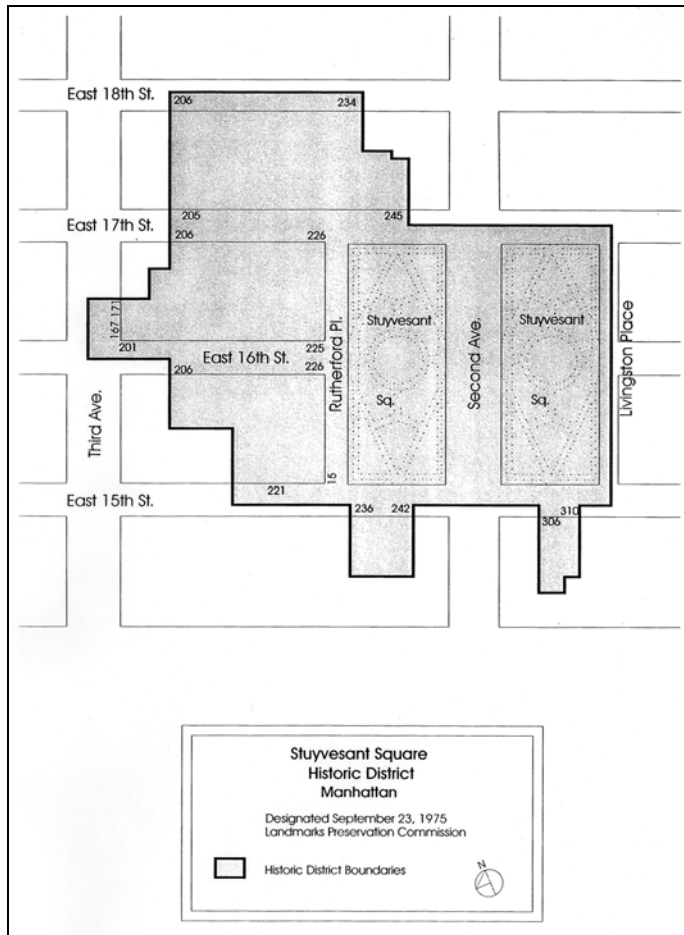 East 18th St.
206
234
East 17th St.
205
245
206
226
167 171
201
East 16th St.
225
206
226
Third Ave.
Rutherford Pl.
Stuyvesant
Sq.
Second Ave.
Stuyvesant
Sq.
Livingston Place
15
221
East 15th St.
236
242
306
310
Stuyvesant Square
Historic District
Manhattan
Designated September 23, 1975
Landmarks Preservation Commission
Historic District Boundaries
N